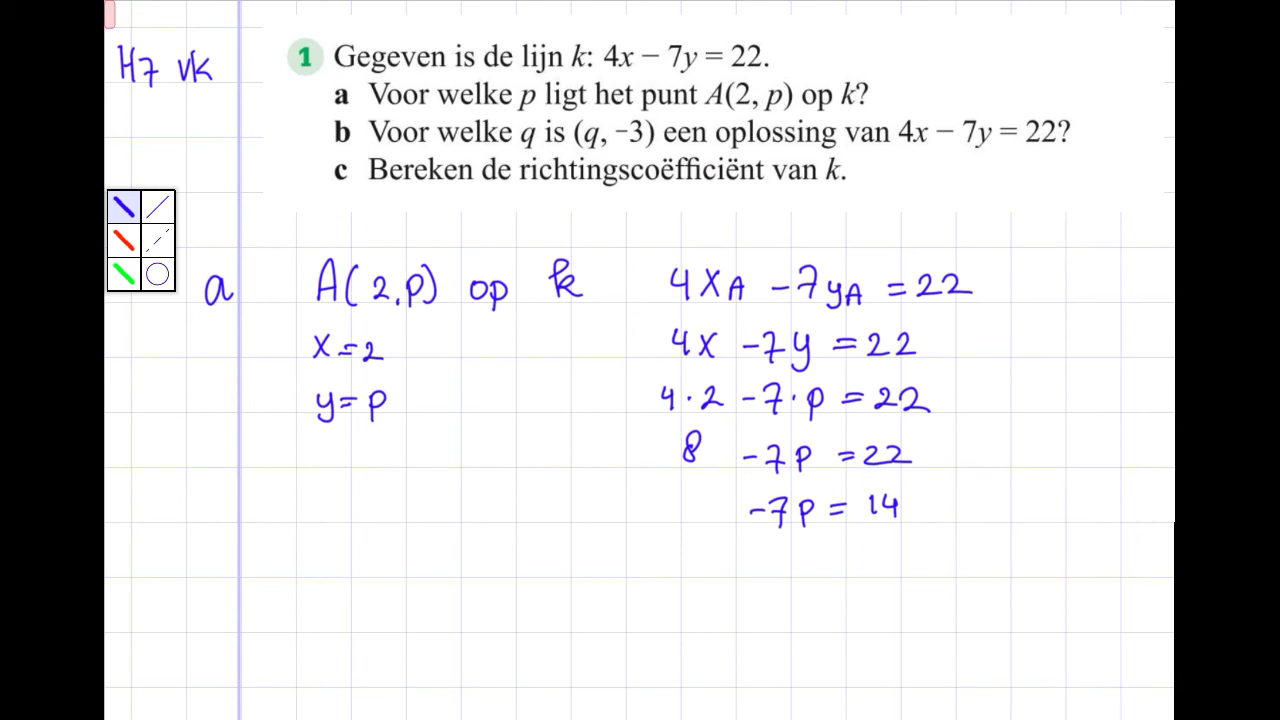 H7 vk
1 Gegeven is de lijn k: 4x − 7y = 22.
a Voor welke p ligt het punt A(2, p) op k?
b Voor welke q is (q, −3) een oplossing van 4x − 7y = 22?
c Bereken de richtingscoëfficiënt van k.
a A(2,p) op k 4xA -7yA = 22
x=2 4x -7y = 22
y=p 4·2 -7·p = 22
8 -7p = 22
-7p = 14